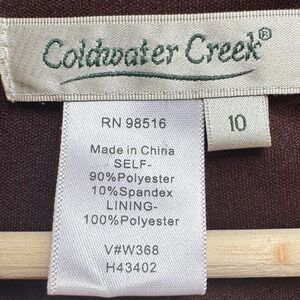 Coldwater Creek®
10
RN 98516
Made in China
-SELF-
90%Polyester
10%Spandex
LINING-
100%Polyester
V#W368
H43402